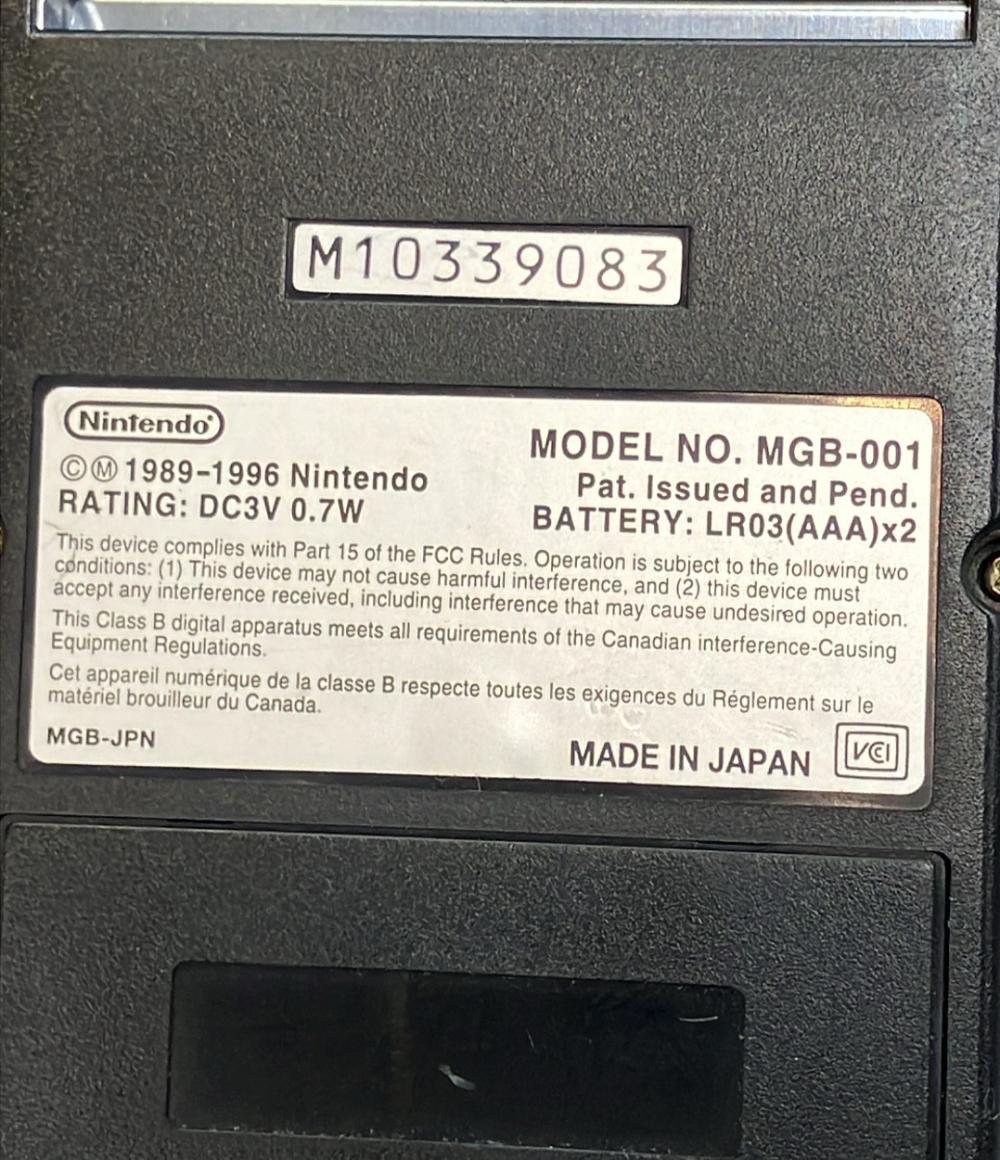 M10339083
Nintendo®
©Ⓜ 1989-1996 Nintendo
RATING: DC3V 0.7W
MODEL NO. MGB-001
Pat. Issued and Pend.
BATTERY: LR03(AAA)x2
This device complies with Part 15 of the FCC Rules. Operation is subject to the following two
conditions: (1) This device may not cause harmful interference, and (2) this device must
accept any interference received, including interference that may cause undesired operation.
This Class B digital apparatus meets all requirements of the Canadian interference-Causing
Equipment Regulations.
Cet appareil numérique de la classe B respecte toutes les exigences du Réglement sur le
matériel brouilleur du Canada.
MGB-JPN
MADE IN JAPAN
VCI